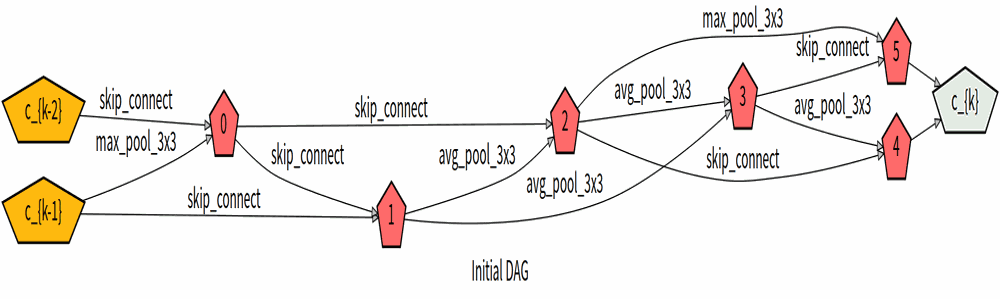 max_pool_3x3
skip_connect
5
c_{k-2}
skip_connect
avg_pool_3x3
3
c_{k}
0
skip_connect
2
avg_pool_3x3
max_pool_3x3
skip_connect
avg_pool_3x3
skip_connect
4
avg_pool_3x3
c_{k-1}
skip_connect
1
Initial DAG